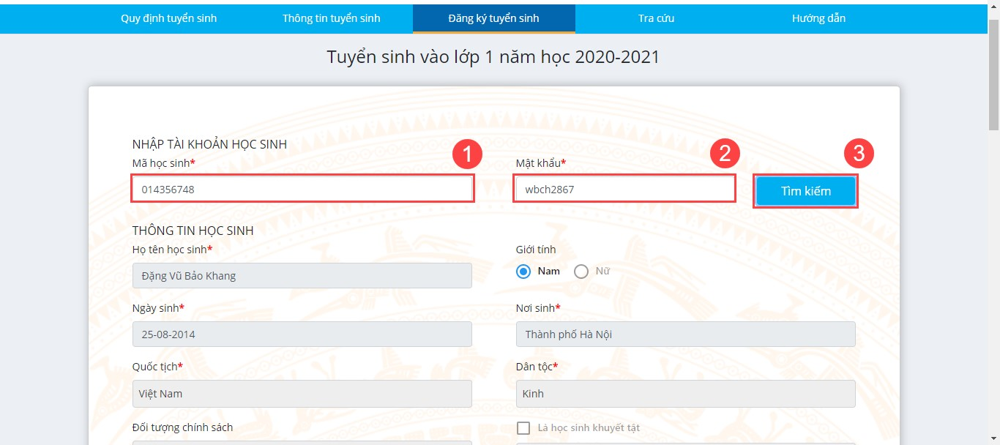 Quy định tuyển sinh Thông tin tuyển sinh Đăng ký tuyển sinh Tra cứu Hướng dẫn
Tuyển sinh vào lớp 1 năm học 2020-2021
NHẬP TÀI KHOẢN HỌC SINH
1 2 3
Mã học sinh* Mật khẩu*
014356748 wbch2867 Tìm kiếm
THÔNG TIN HỌC SINH
Họ tên học sinh* Giới tính
Đặng Vũ Bảo Khang Nam Nữ
Ngày sinh* Nơi sinh*
25-08-2014 Thành phố Hà Nội
Quốc tịch* Dân tộc*
Việt Nam Kinh
Đối tượng chính sách Là học sinh khuyết tật